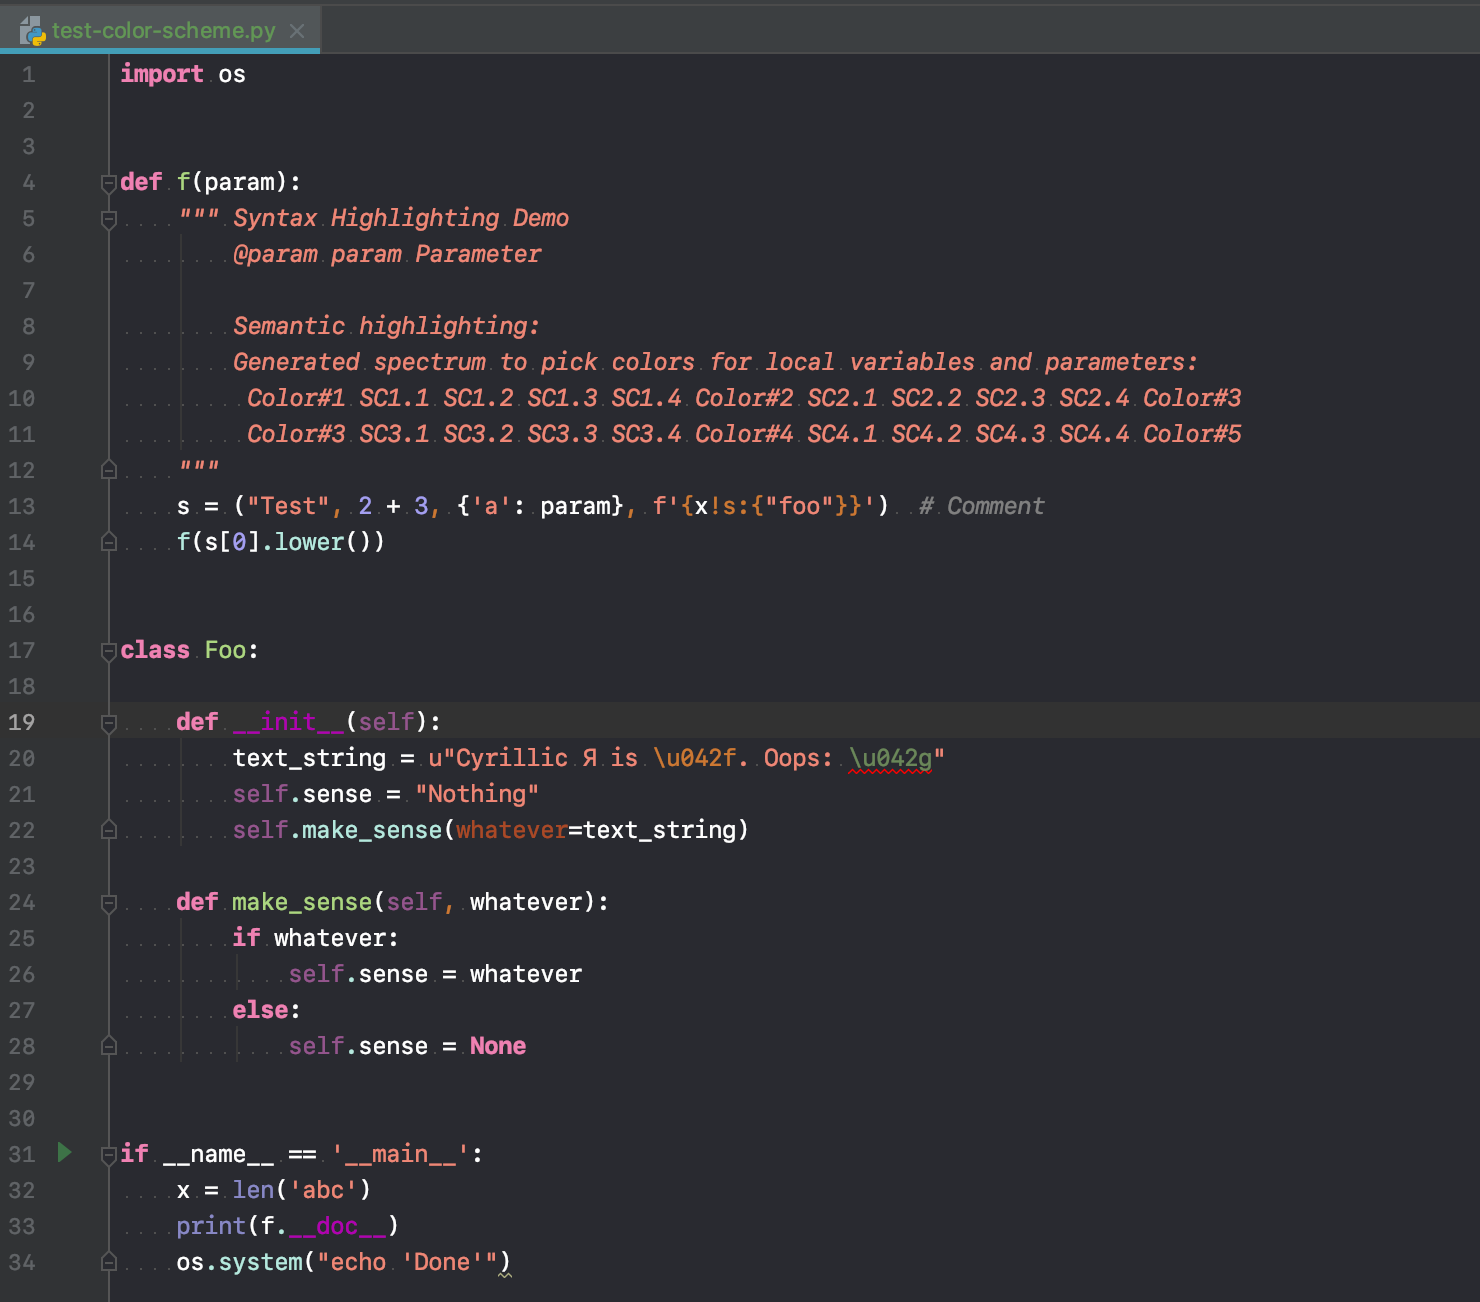 test-color-scheme.py
1 import os
2
3
4 def f(param):
5     """ Syntax Highlighting Demo
6         @param param Parameter
7
8         Semantic highlighting:
9         Generated spectrum to pick colors for local variables and parameters:
10         Color#1 SC1.1 SC1.2 SC1.3 SC1.4 Color#2 SC2.1 SC2.2 SC2.3 SC2.4 Color#3
11         Color#3 SC3.1 SC3.2 SC3.3 SC3.4 Color#4 SC4.1 SC4.2 SC4.3 SC4.4 Color#5
12    """
13    s = ("Test", 2 + 3, {'a': param}, f'{x!s:{"foo"}}')  # Comment
14    f(s[0].lower())
15
16
17 class Foo:
18
19    def __init__(self):
20        text_string = u"Cyrillic Я is \u042f. Oops: \u042g"
21        self.sense = "Nothing"
22        self.make_sense(whatever=text_string)
23
24    def make_sense(self, whatever):
25        if whatever:
26            self.sense = whatever
27        else:
28            self.sense = None
29
30
31 if __name__ == '__main__':
32    x = len('abc')
33    print(f.__doc__)
34    os.system("echo 'Done'")